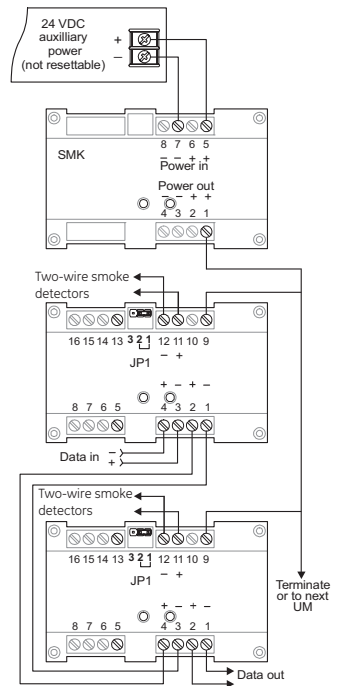 24 VDC
auxilliary
power
(not resettable)
+
–
SMK
8 7 6 5
– – + +
Power in
Power out
– – + +
4 3 2 1
Two-wire smoke
detectors
16 15 14 13 3 2 1 12 11 10 9
JP1 – +
+ – + –
8 7 6 5 4 3 2 1
Data in –
+
Two-wire smoke
detectors
16 15 14 13 3 2 1 12 11 10 9
JP1 – +
Terminate
or to next
UM
+ – + –
8 7 6 5 4 3 2 1
Data out